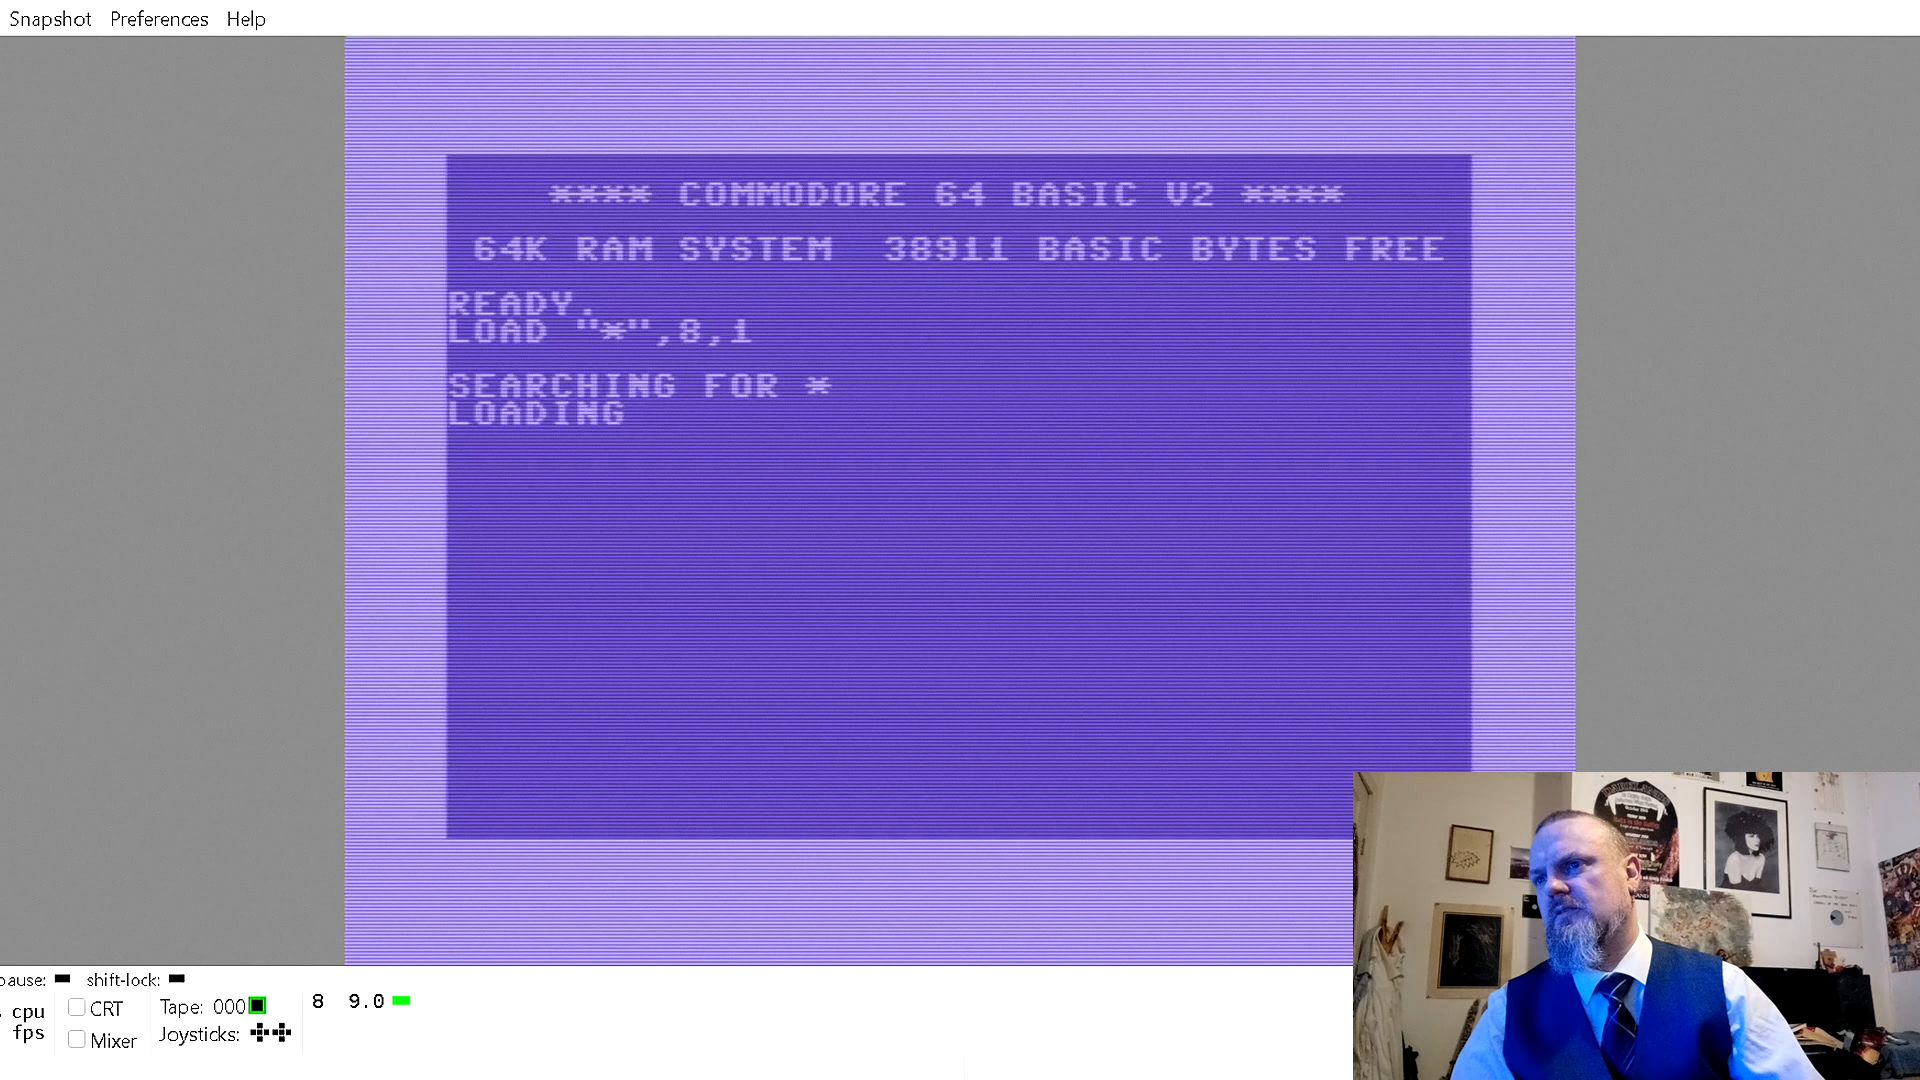 Snapshot Preferences Help
**** COMMODORE 64 BASIC V2 ****
64K RAM SYSTEM 38911 BASIC BYTES FREE
READY.
LOAD "*",8,1
SEARCHING FOR *
LOADING
shift-lock:
cpu
fps
CRT
Mixer
Tape: 000
Joysticks:
8 9.0